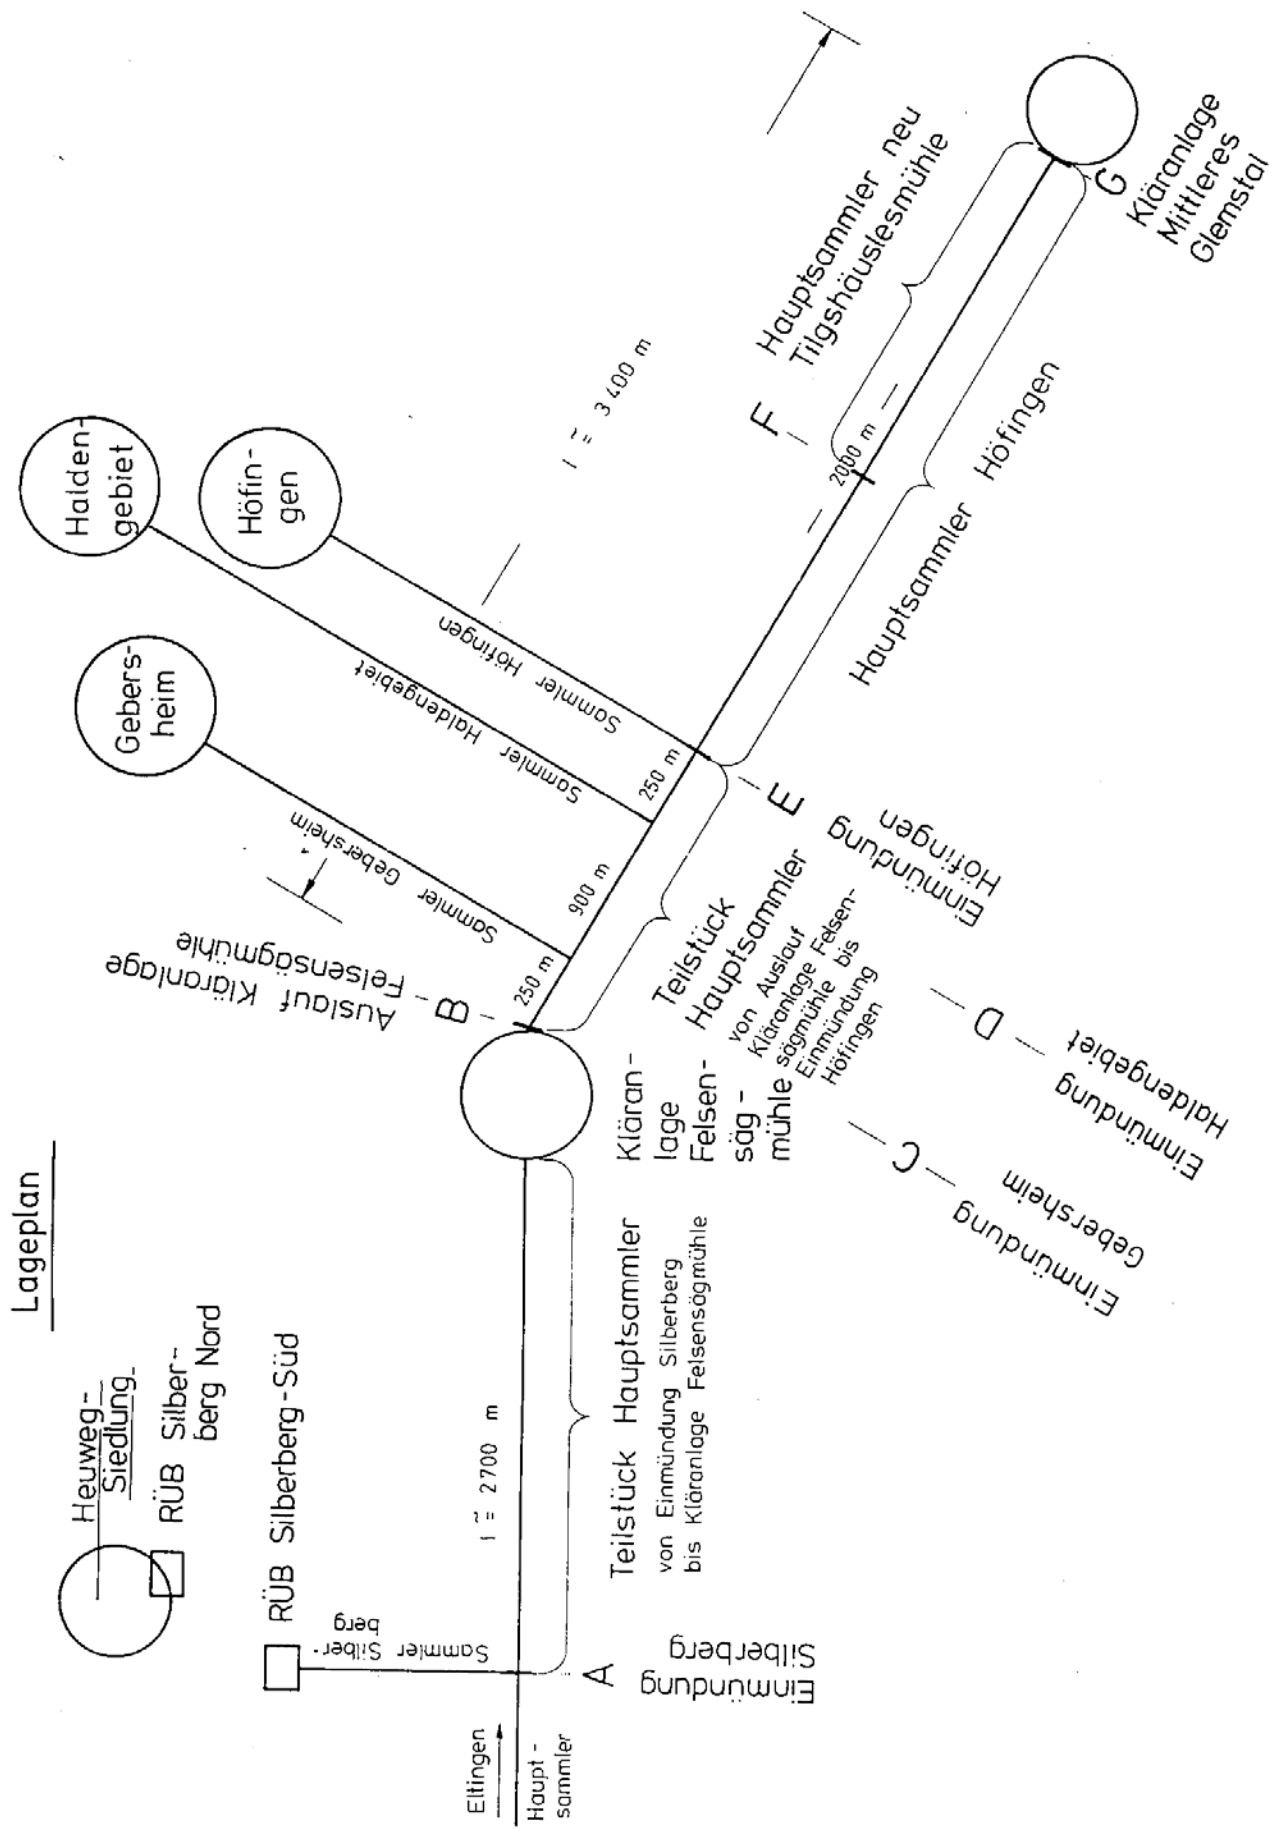 Lageplan
Heuweg-
Siedlung
RÜB Silber-
berg Nord
RÜB Silberberg-Süd
Sammler Silber-
berg
Eltingen
Haupt-
sammler
A
Einmündung
Silberberg
l ≈ 2700 m
Teilstück Hauptsammler
von Einmündung Silberberg
bis Kläranlage Felsensägmühle
Kläran-
lage
Felsen-
säg-
mühle
Auslauf Kläranlage
Felsensägmühle
B
250 m
Gebers-
heim
Sammler Gebersheim
900 m
Halden-
gebiet
Sammler Haldengebiet
250 m
Höfin-
gen
Sammler Höfingen
l ≈ 3400 m
Teilstück
Hauptsammler
von Auslauf
Kläranlage Felsen-
sägmühle bis
Einmündung
Höfingen
C
Einmündung
Gebersheim
D
Einmündung
Haldengebiet
E
Einmündung
Höfingen
2000 m
F
Hauptsammler Höfingen
Hauptsammler neu
Tilgshäuslesmühle
G
Kläranlage
Mittleres
Glemstal